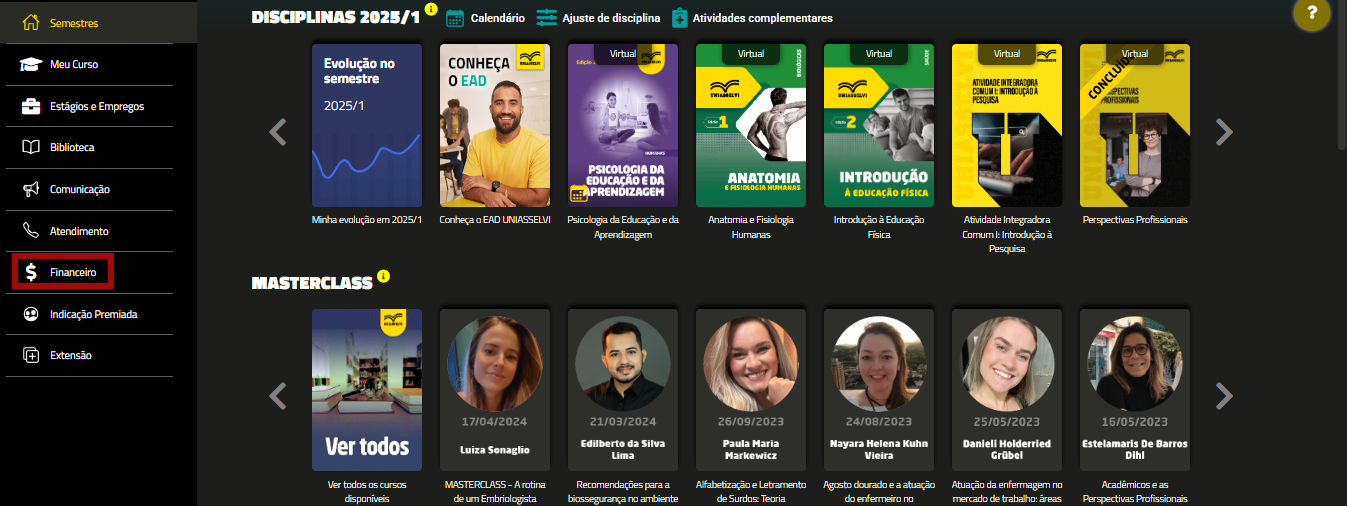 Semestres
Meu Curso
Estágios e Empregos
Biblioteca
Comunicação
Atendimento
$ Financeiro
Indicação Premiada
Extensão
DISCIPLINAS 2025/1
i
Calendário
Ajuste de disciplina
Atividades complementares
?
Evolução no
semestre
2025/1
Minha evolução em 2025/1
UNIASSELVI
CONHEÇA
O EAD
Conheça o EAD UNIASSELVI
Virtual
HUMANAS
PSICOLOGIA DA
EDUCAÇÃO E DA
APRENDIZAGEM
Psicologia da Educação e da
Aprendizagem
Virtual
UNIASSELVI
1
ANATOMIA
E FISIOLOGIA HUMANAS
Anatomia e Fisiologia
Humanas
Virtual
SAÚDE
UNIASSELVI
2
INTRODUÇÃO
À EDUCAÇÃO FÍSICA
Introdução à Educação
Física
Virtual
ATIVIDADE INTEGRADORA
COMUM I: INTRODUÇÃO À
PESQUISA
Atividade Integradora
Comum I: Introdução à
Pesquisa
Virtual
PERSPECTIVAS
PROFISSIONAIS
Perspectivas Profissionais
MASTERCLASS
i
UNIASSELVI
Ver todos
Ver todos os cursos
disponíveis
17/04/2024
Luiza Sonaglio
MASTERCLASS - A rotina
de um Embriologista
21/03/2024
Edilberto da Silva
Lima
Recomendações para a
biossegurança no ambiente
26/09/2023
Paula Maria
Markewicz
Alfabetização e Letramento
de Surdos: Teoria
24/08/2023
Nayara Helena Kuhn
Vieira
Agosto dourado e a atuação
do enfermeiro no
25/05/2023
Danieli Holderried
Grübel
Atuação da enfermagem no
mercado de trabalho: áreas
16/05/2023
Estelamaris De Barros
Dihl
Acadêmicos e as
Perspectivas Profissionais